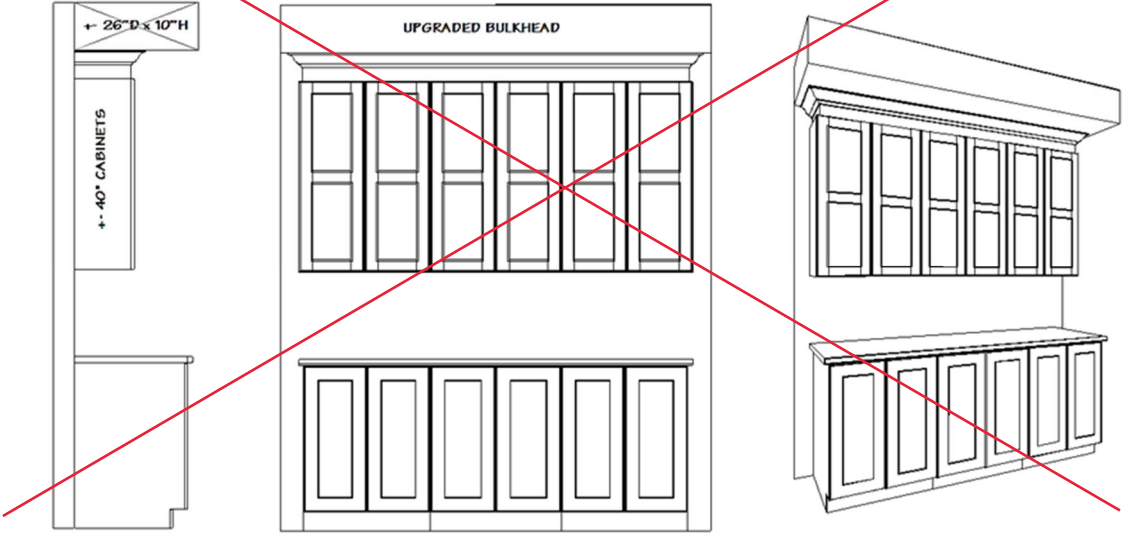 +- 26"D x 10"H
UPGRADED BULKHEAD
+- 40" CABINETS